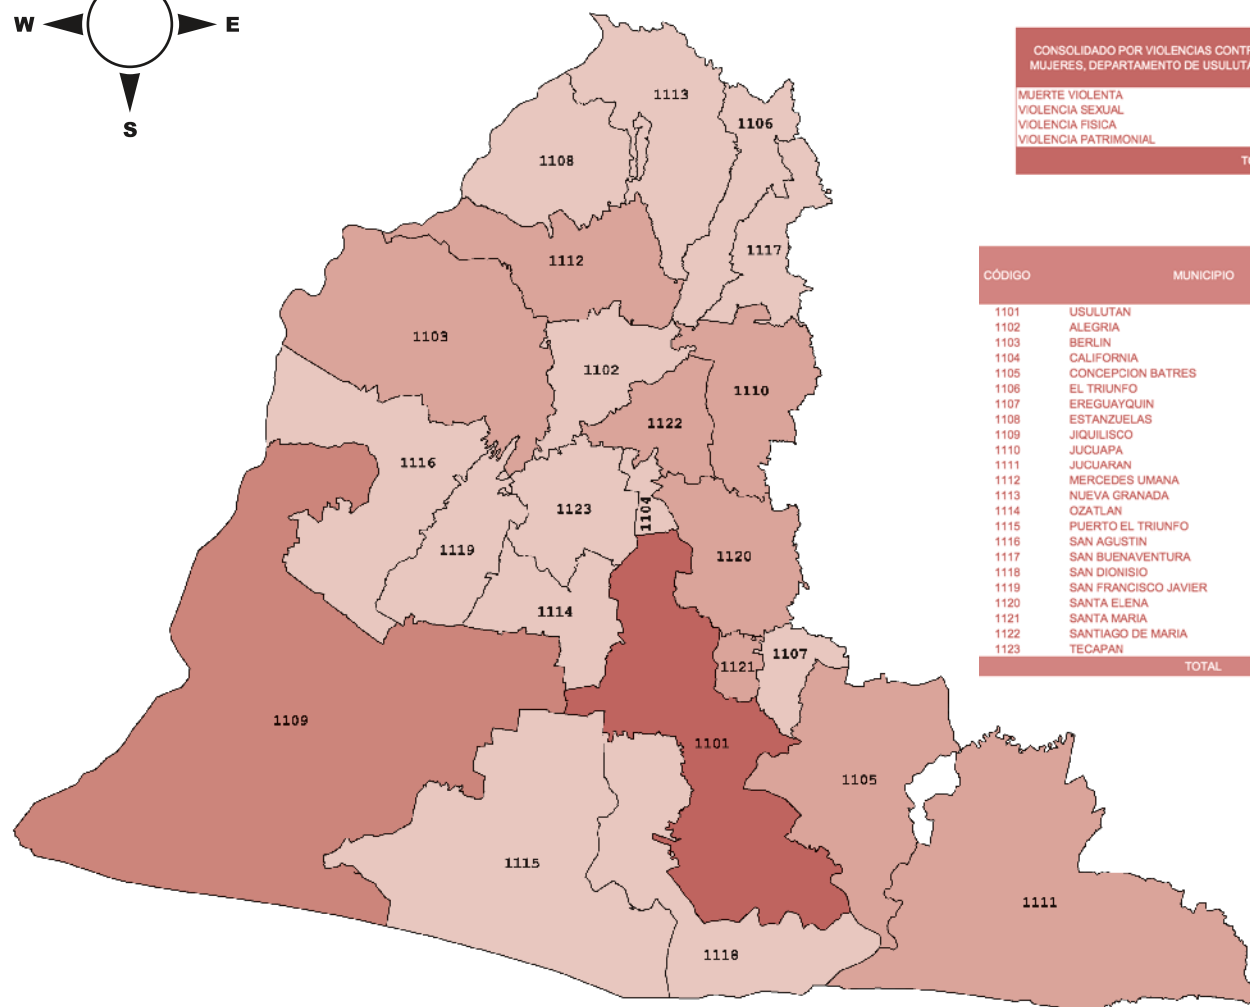 W E
S
CONSOLIDADO POR VIOLENCIAS CONTR
MUJERES, DEPARTAMENTO DE USULUTA
MUERTE VIOLENTA
VIOLENCIA SEXUAL
VIOLENCIA FISICA
VIOLENCIA PATRIMONIAL
TO
1113
1106
1108
1117
1112
1103
1102
1110
1122
1116
1123
1104
1119
1120
1114
1121
1107
1109
1101
1105
1115
1111
1118
CÓDIGO MUNICIPIO
1101 USULUTAN
1102 ALEGRIA
1103 BERLIN
1104 CALIFORNIA
1105 CONCEPCION BATRES
1106 EL TRIUNFO
1107 EREGUAYQUIN
1108 ESTANZUELAS
1109 JIQUILISCO
1110 JUCUAPA
1111 JUCUARAN
1112 MERCEDES UMANA
1113 NUEVA GRANADA
1114 OZATLAN
1115 PUERTO EL TRIUNFO
1116 SAN AGUSTIN
1117 SAN BUENAVENTURA
1118 SAN DIONISIO
1119 SAN FRANCISCO JAVIER
1120 SANTA ELENA
1121 SANTA MARIA
1122 SANTIAGO DE MARIA
1123 TECAPAN
TOTAL